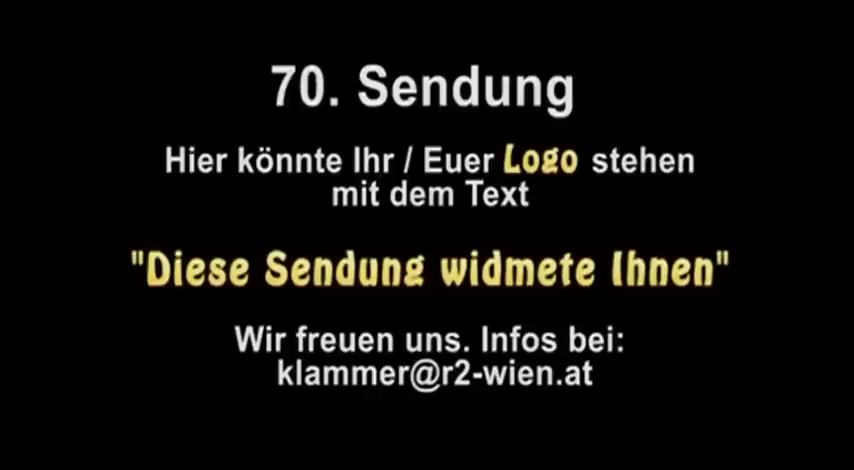 70. Sendung
Hier könnte Ihr / Euer Logo stehen
mit dem Text
"Diese Sendung widmete Ihnen"
Wir freuen uns. Infos bei:
klammer@r2-wien.at